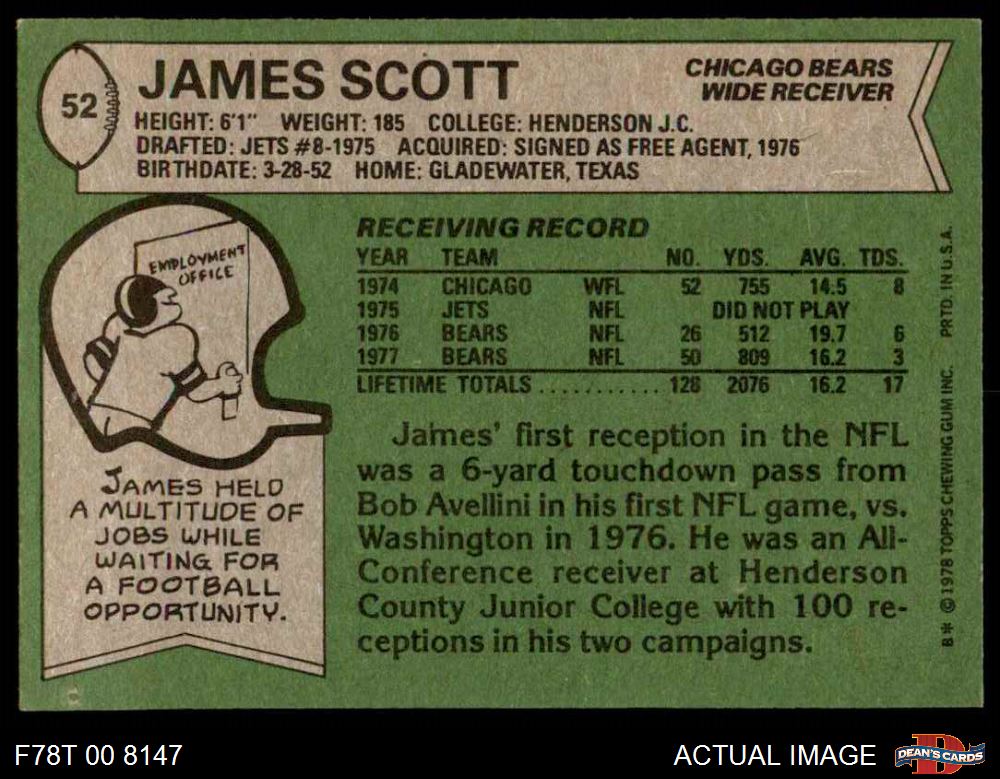 52
JAMES SCOTT
CHICAGO BEARS
WIDE RECEIVER
HEIGHT: 6'1" WEIGHT: 185 COLLEGE: HENDERSON J.C.
DRAFTED: JETS #8-1975 ACQUIRED: SIGNED AS FREE AGENT, 1976
BIRTHDATE: 3-28-52 HOME: GLADEWATER, TEXAS
EMPLOYMENT
OFFICE
JAMES HELD
A MULTITUDE OF
JOBS WHILE
WAITING FOR
A FOOTBALL
OPPORTUNITY.
RECEIVING RECORD
YEAR TEAM NO. YDS. AVG. TDS.
1974 CHICAGO WFL 52 755 14.5 8
1975 JETS NFL DID NOT PLAY
1976 BEARS NFL 26 512 19.7 6
1977 BEARS NFL 50 809 16.2 3
LIFETIME TOTALS ........... 128 2076 16.2 17
James' first reception in the NFL
was a 6-yard touchdown pass from
Bob Avellini in his first NFL game, vs.
Washington in 1976. He was an All-
Conference receiver at Henderson
County Junior College with 100 re-
ceptions in his two campaigns.
B* © 1978 TOPPS CHEWING GUM INC. PRTD. IN U.S.A.
F78T 00 8147
ACTUAL IMAGE
DEAN'S CARDS